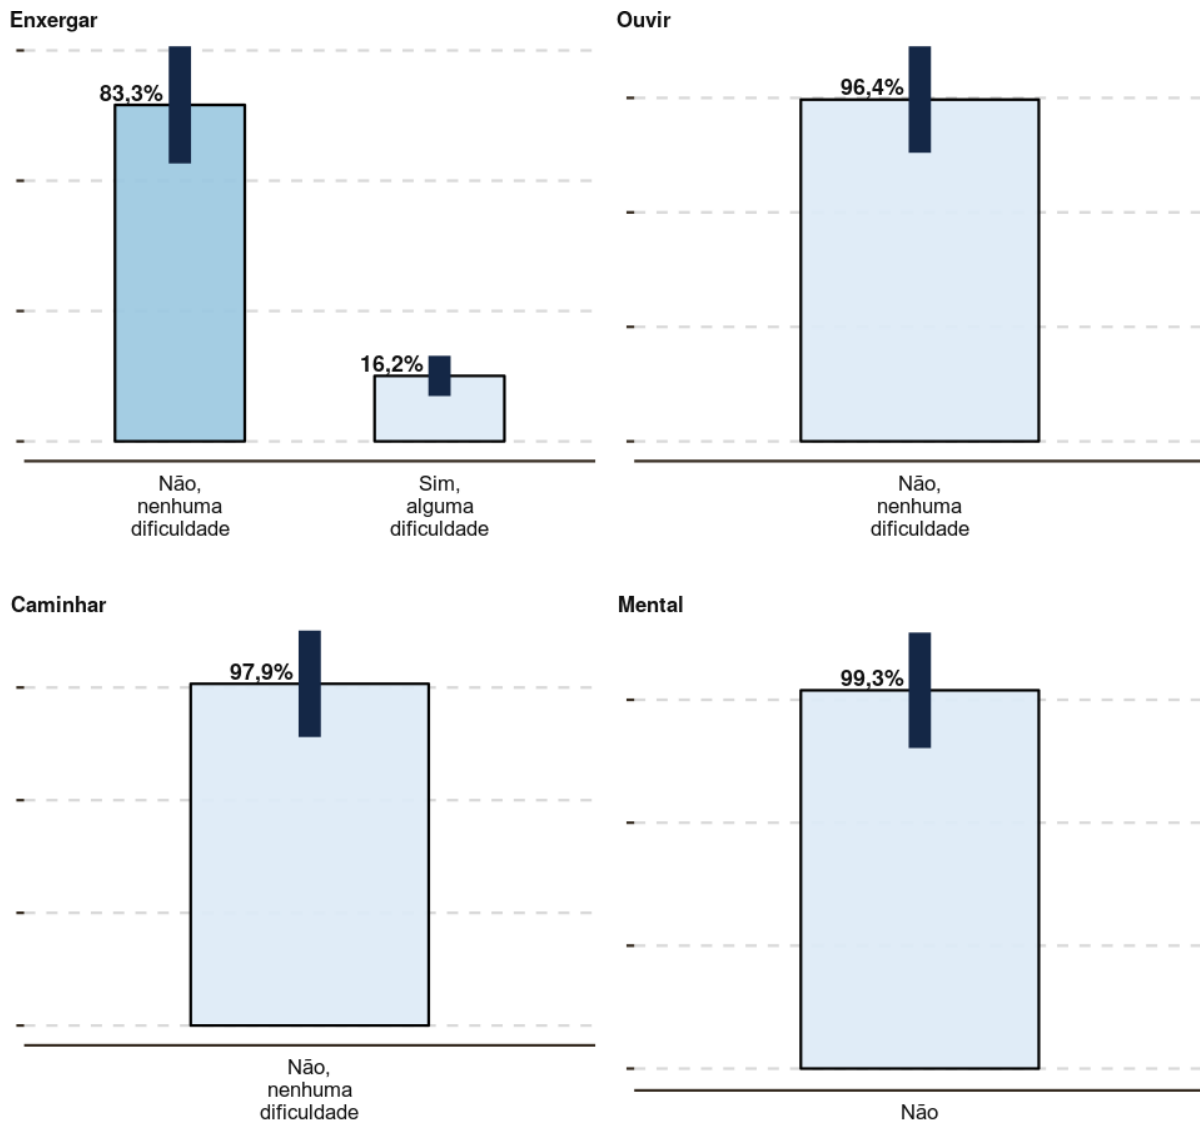 Enxergar
83,3%
16,2%
Não,
nenhuma
dificuldade
Sim,
alguma
dificuldade
Ouvir
96,4%
Não,
nenhuma
dificuldade
Caminhar
97,9%
Não,
nenhuma
dificuldade
Mental
99,3%
Não